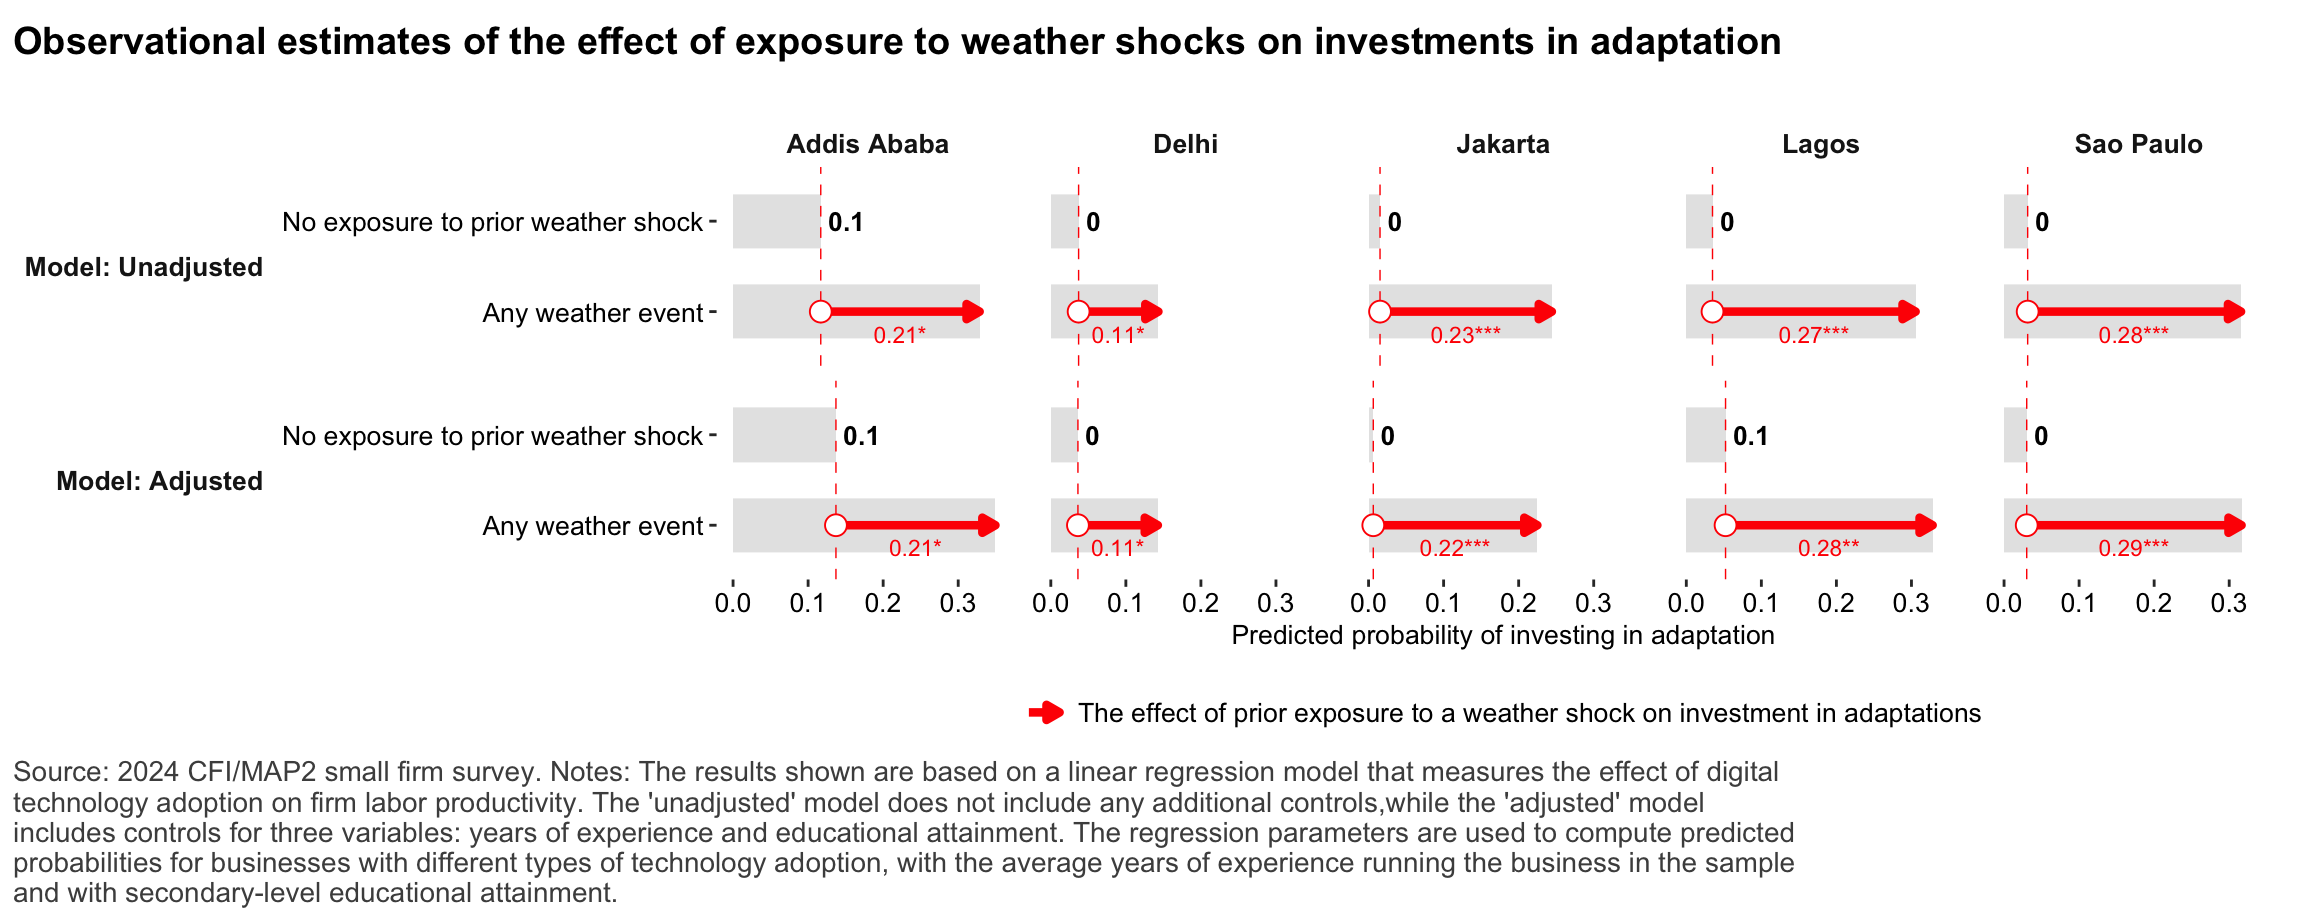 Observational estimates of the effect of exposure to weather shocks on investments in adaptation
Addis Ababa Delhi Jakarta Lagos Sao Paulo
No exposure to prior weather shock 0.1 0 0 0 0
Model: Unadjusted
Any weather event
0.21* 0.11* 0.23*** 0.27*** 0.28***
No exposure to prior weather shock 0.1 0 0 0.1 0
Model: Adjusted
Any weather event
0.21* 0.11* 0.22*** 0.28** 0.29***
0.0 0.1 0.2 0.3 0.0 0.1 0.2 0.3 0.0 0.1 0.2 0.3 0.0 0.1 0.2 0.3 0.0 0.1 0.2 0.3
Predicted probability of investing in adaptation
The effect of prior exposure to a weather shock on investment in adaptations
Source: 2024 CFI/MAP2 small firm survey. Notes: The results shown are based on a linear regression model that measures the effect of digital
technology adoption on firm labor productivity. The 'unadjusted' model does not include any additional controls,while the 'adjusted' model
includes controls for three variables: years of experience and educational attainment. The regression parameters are used to compute predicted
probabilities for businesses with different types of technology adoption, with the average years of experience running the business in the sample
and with secondary-level educational attainment.